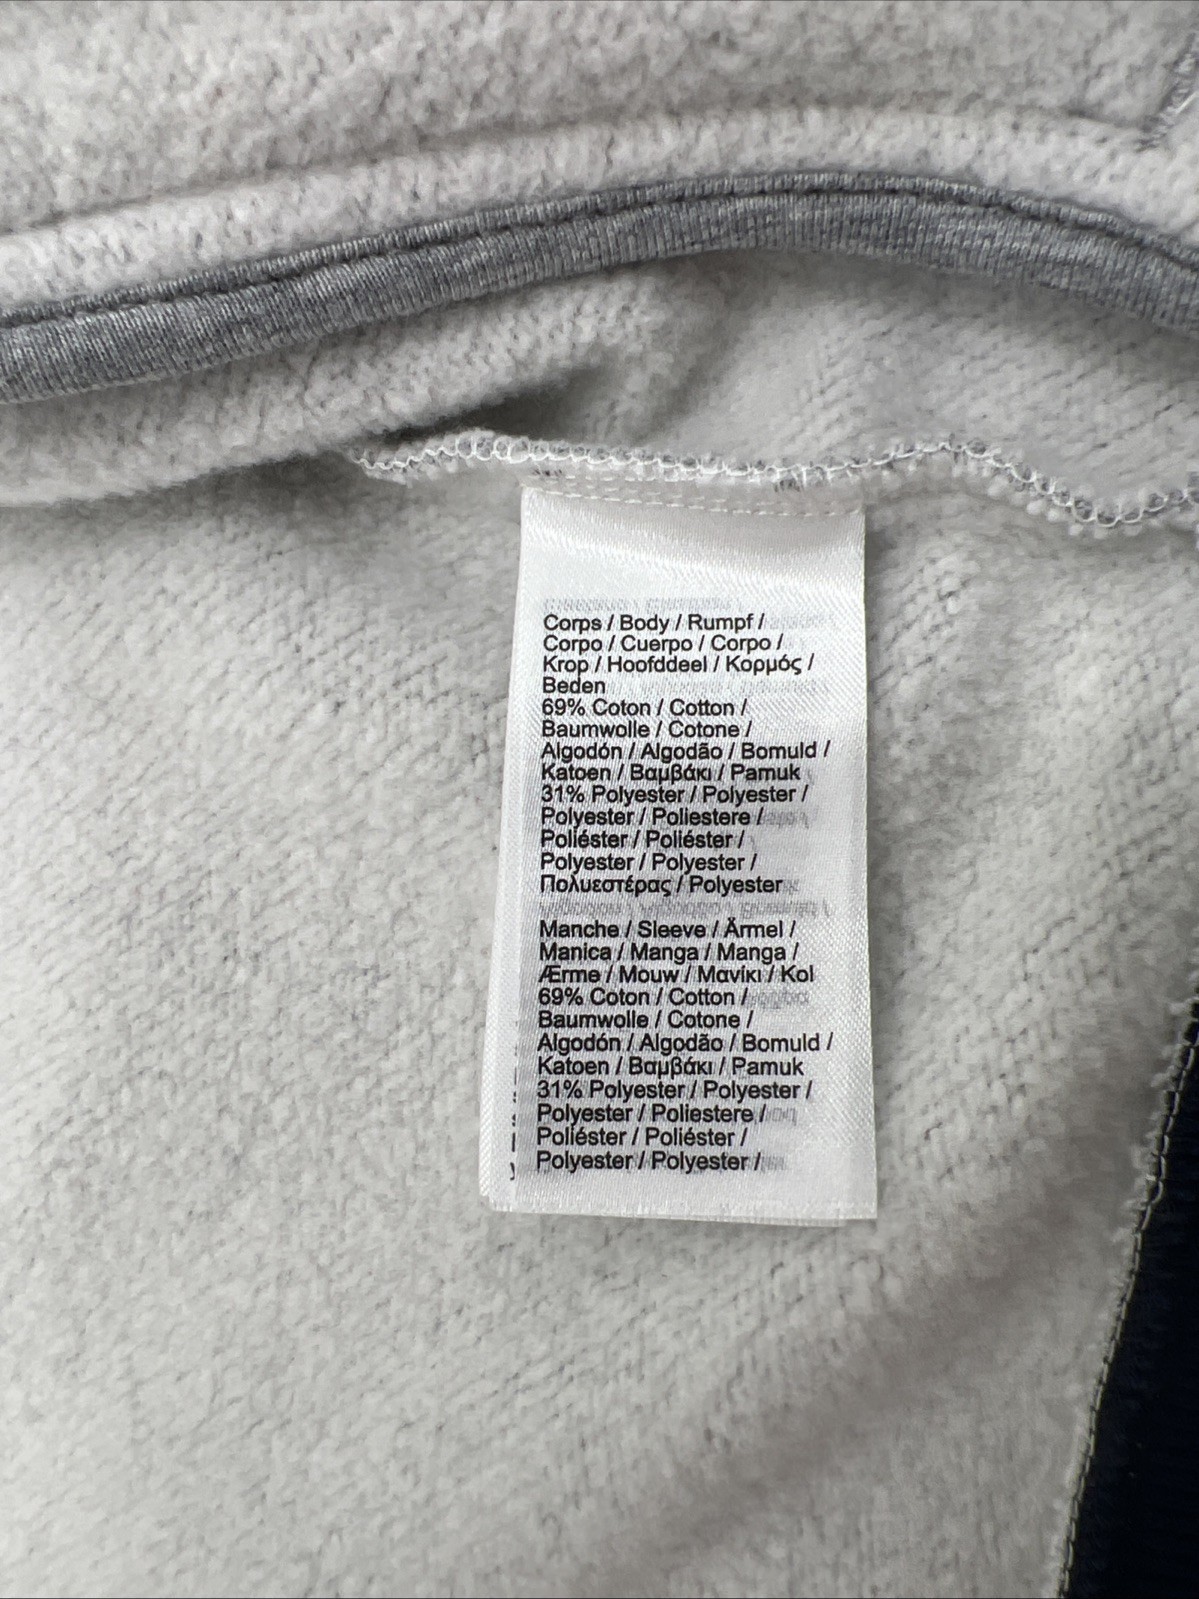 Corps / Body / Rumpf /
Corpo / Cuerpo / Corpo /
Krop / Hoofddeel / Κορμός /
Beden
69% Coton / Cotton /
Baumwolle / Cotone /
Algodón / Algodão / Bomuld /
Katoen / Βαμβάκι / Pamuk
31% Polyester / Polyester /
Polyester / Poliestere /
Poliéster / Poliéster /
Polyester / Polyester /
Πολυεστέρας / Polyester
Manche / Sleeve / Ärmel /
Manica / Manga / Manga /
Ærme / Mouw / Μανίκι / Kol
69% Coton / Cotton /
Baumwolle / Cotone /
Algodón / Algodão / Bomuld /
Katoen / Βαμβάκι / Pamuk
31% Polyester / Polyester /
Polyester / Poliestere /
Poliéster / Poliéster /
Polyester / Polyester /